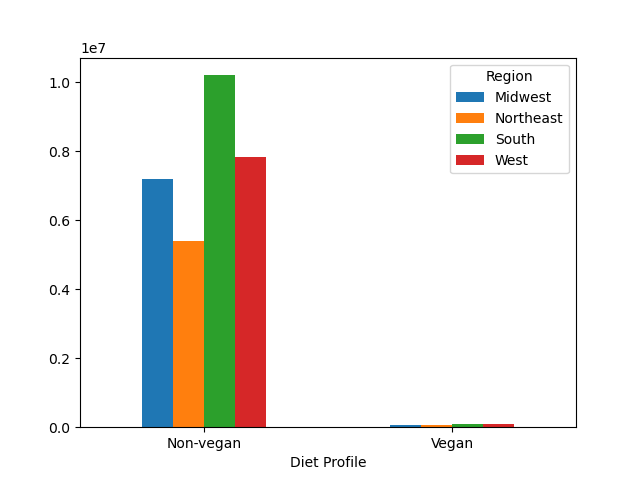 1e7
1.0
0.8
0.6
0.4
0.2
0.0
Region
Midwest
Northeast
South
West
Non-vegan
Vegan
Diet Profile